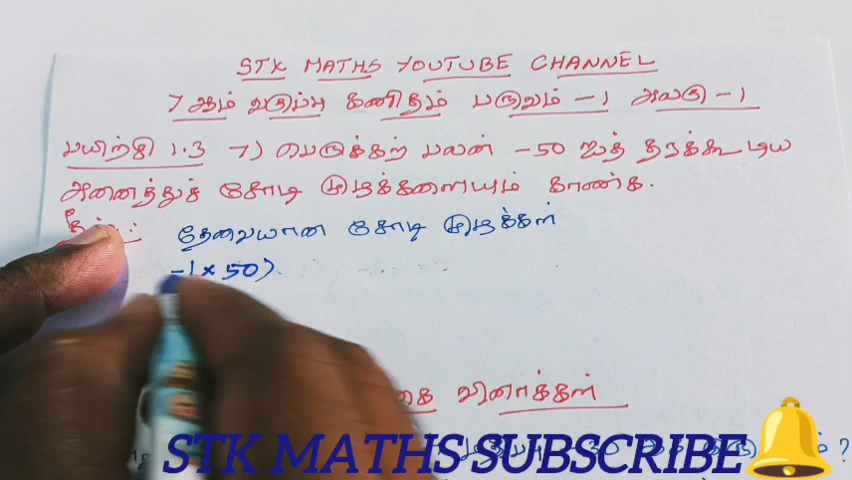 STK MATHS YOUTUBE CHANNEL
7 ஆம் வகுப்பு கணிதம் பருவம் -1 அலகு -1
பயிற்சி 1.3 7) பெருக்கற் பலன் -50 ஐத் தரக்கூடிய
அனைத்துச் சோடி முழுக்களையும் காண்க.
தேவையான சோடி முழுக்கள்
-1 × 50)
வினாக்கள்
STK MATHS SUBSCRIBE